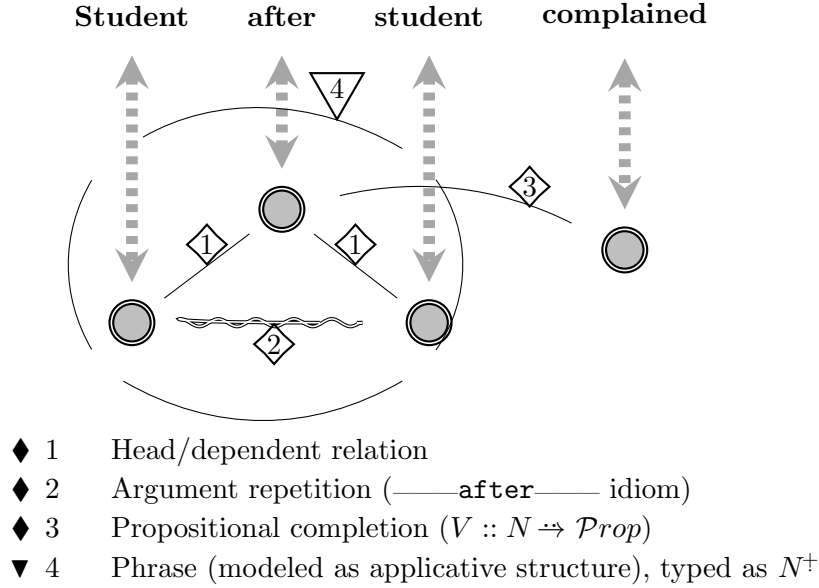 Student after student complained
4
3
1 1
2
♦ 1 Head/dependent relation
♦ 2 Argument repetition (——after—— idiom)
♦ 3 Propositional completion (V :: N ⤑ 𝒫rop)
▼ 4 Phrase (modeled as applicative structure), typed as N⁺